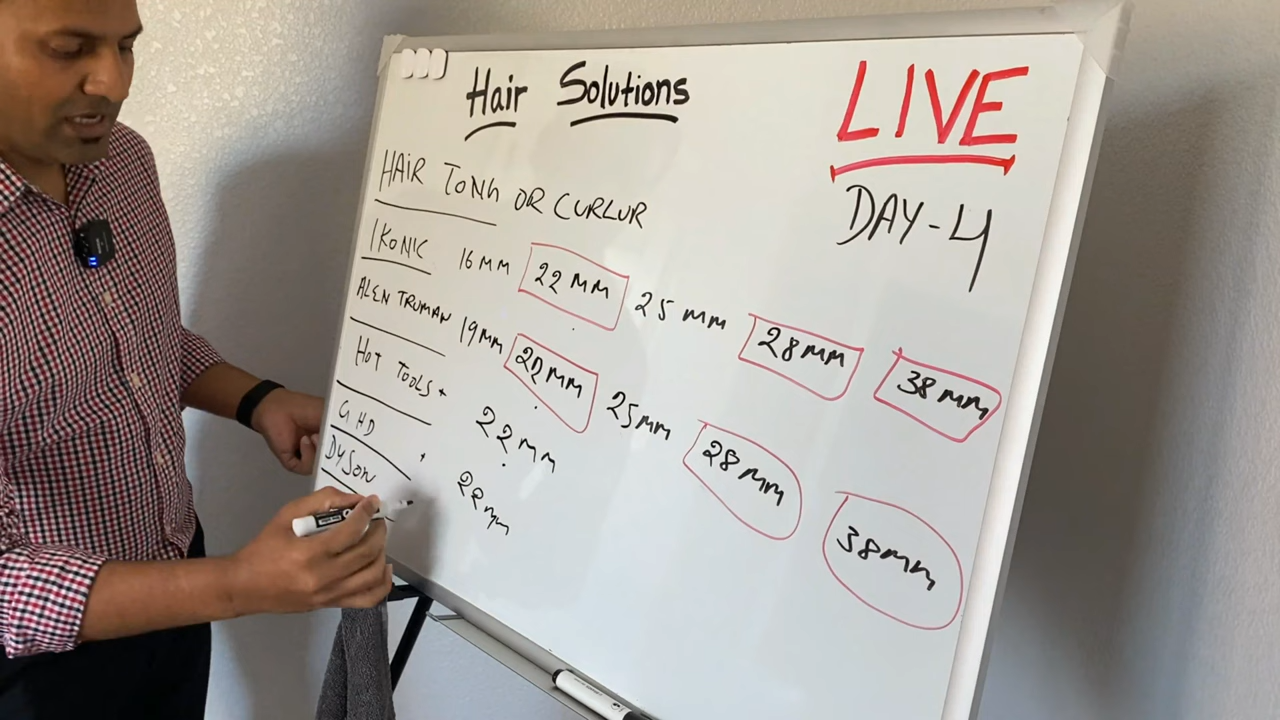 Hair Solutions
LIVE
DAY-4
HAIR TONG OR CURLUR
IKONIC 16MM 22MM 25MM 28MM 38MM
ALEN TRUMAN 19MM 22MM 25MM 28MM 38MM
HOT TOOLS 22MM
GHD 22MM
DYSON